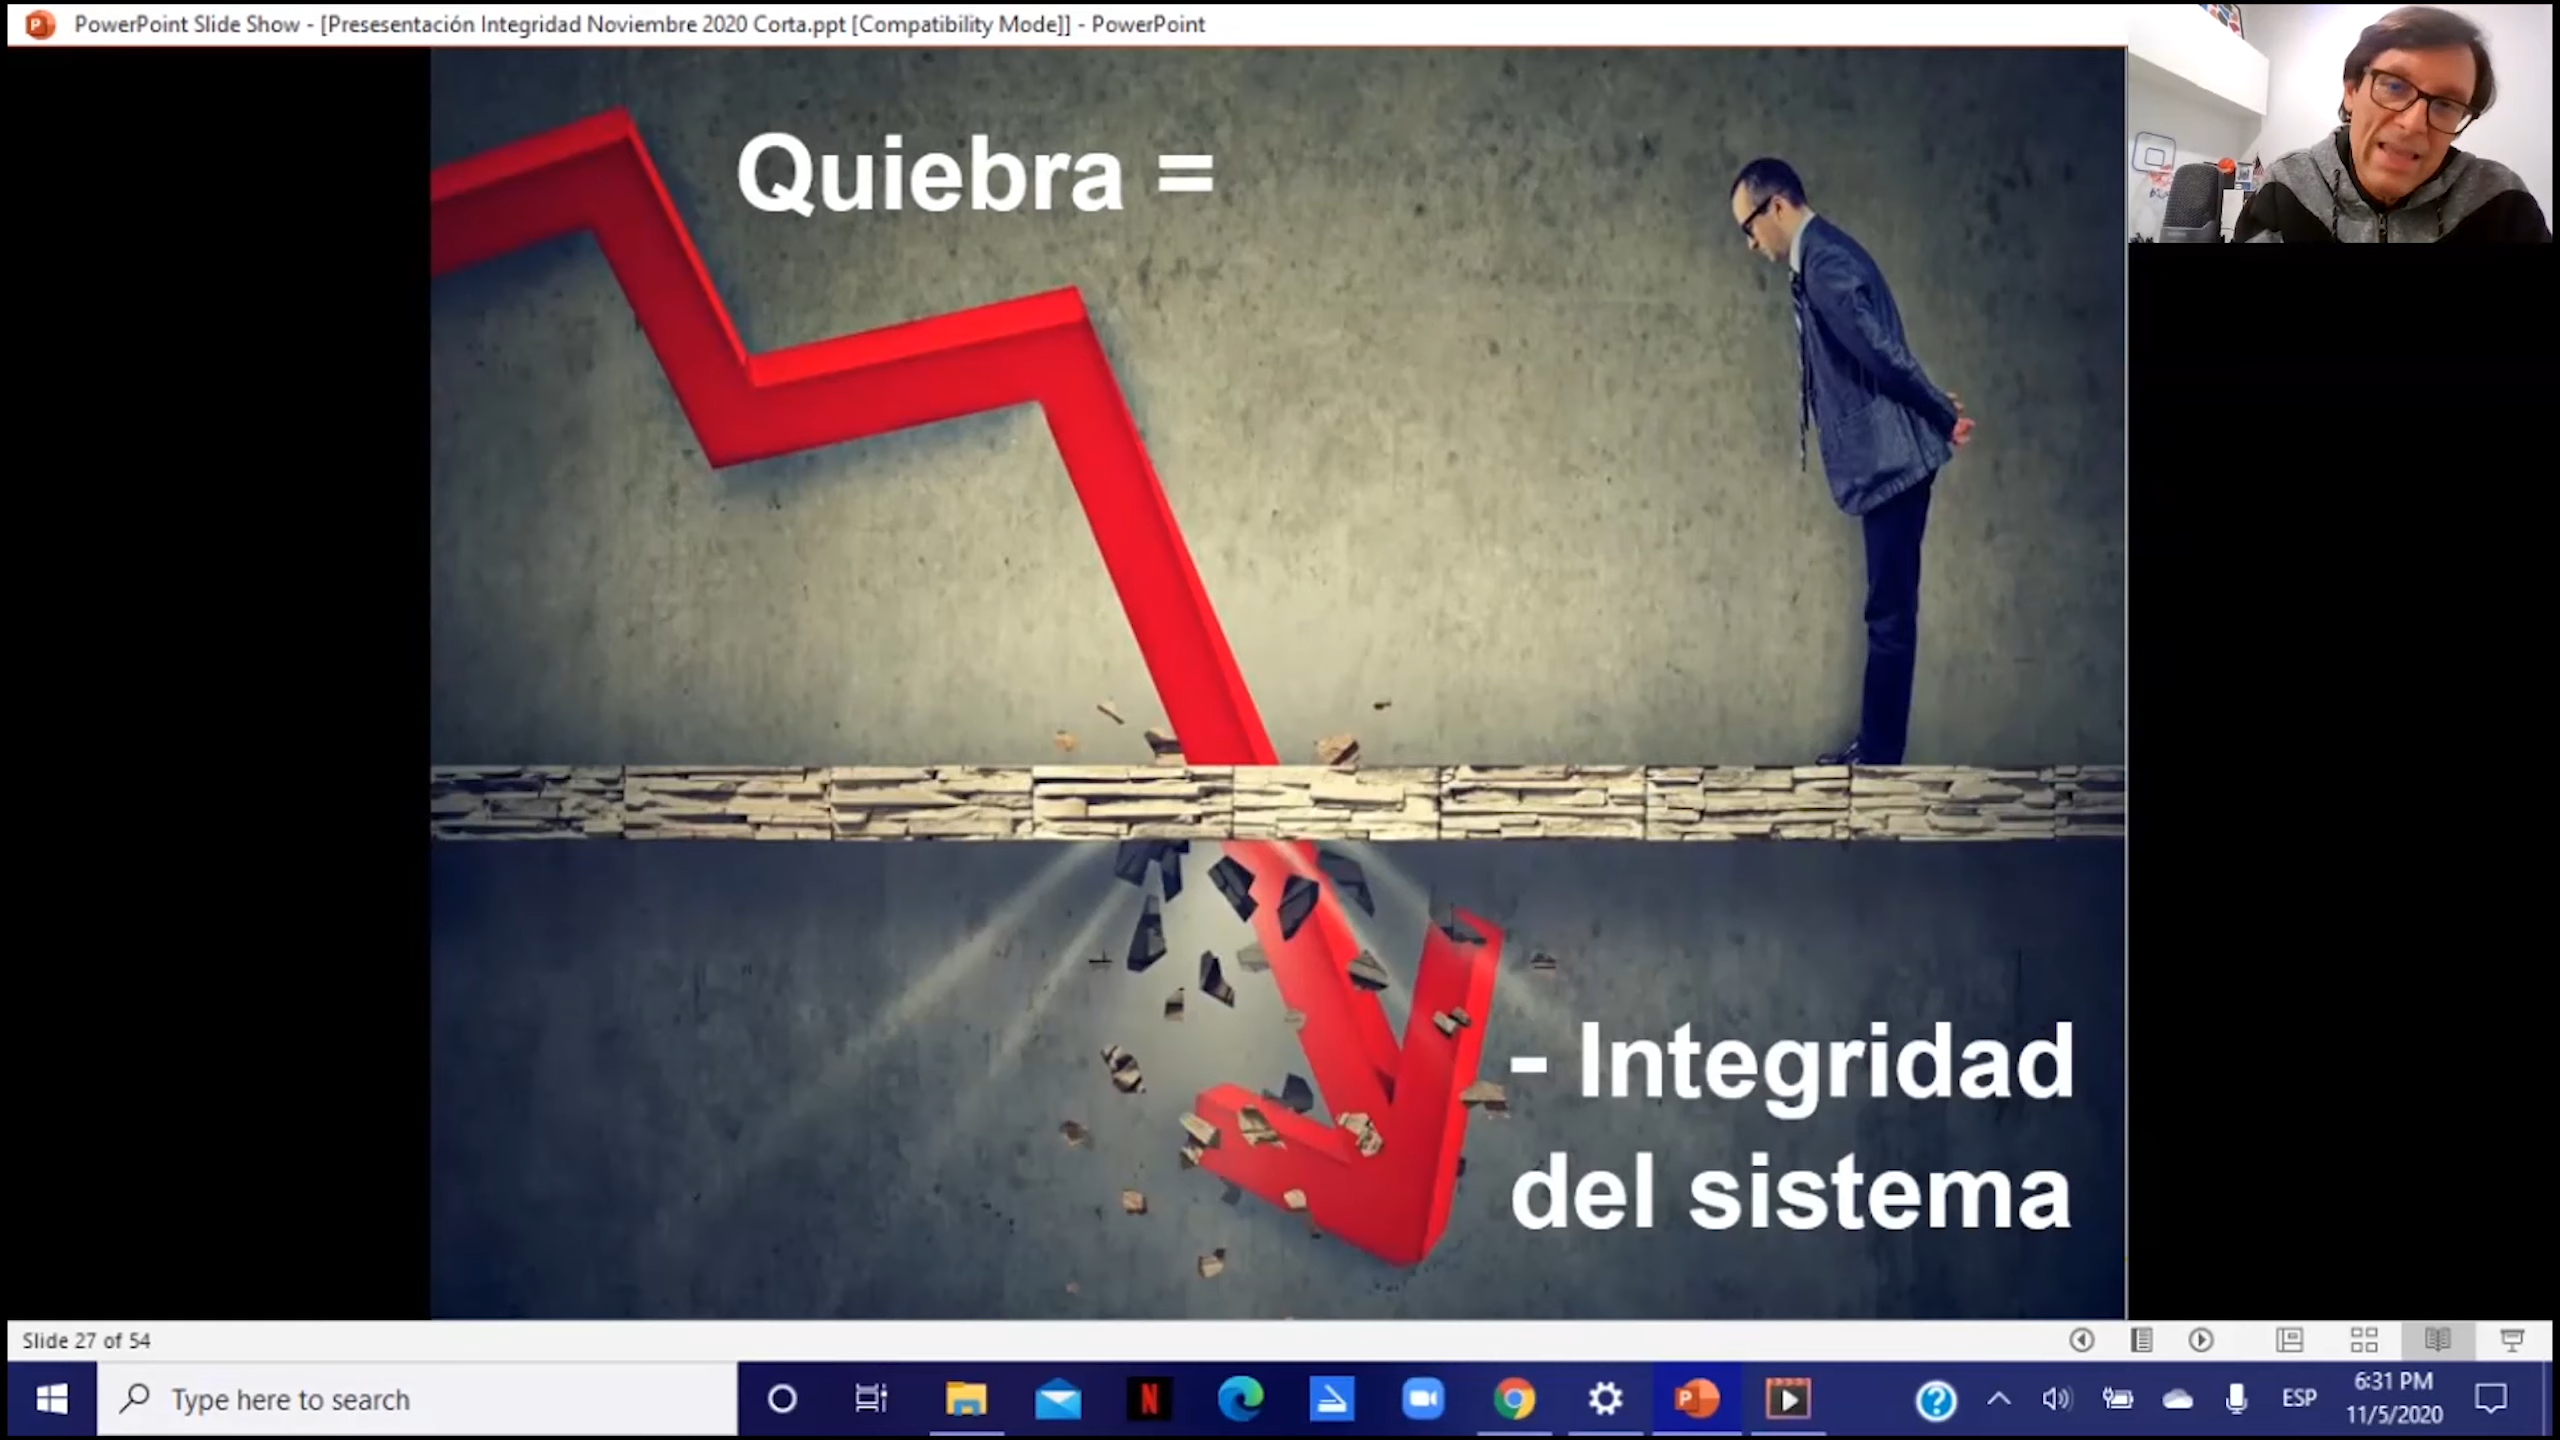 PowerPoint Slide Show - [Presesentación Integridad Noviembre 2020 Corta.ppt [Compatibility Mode]] - PowerPoint
Quiebra =
- Integridad
del sistema
Slide 27 of 54
Type here to search
ESP
6:31 PM
11/5/2020